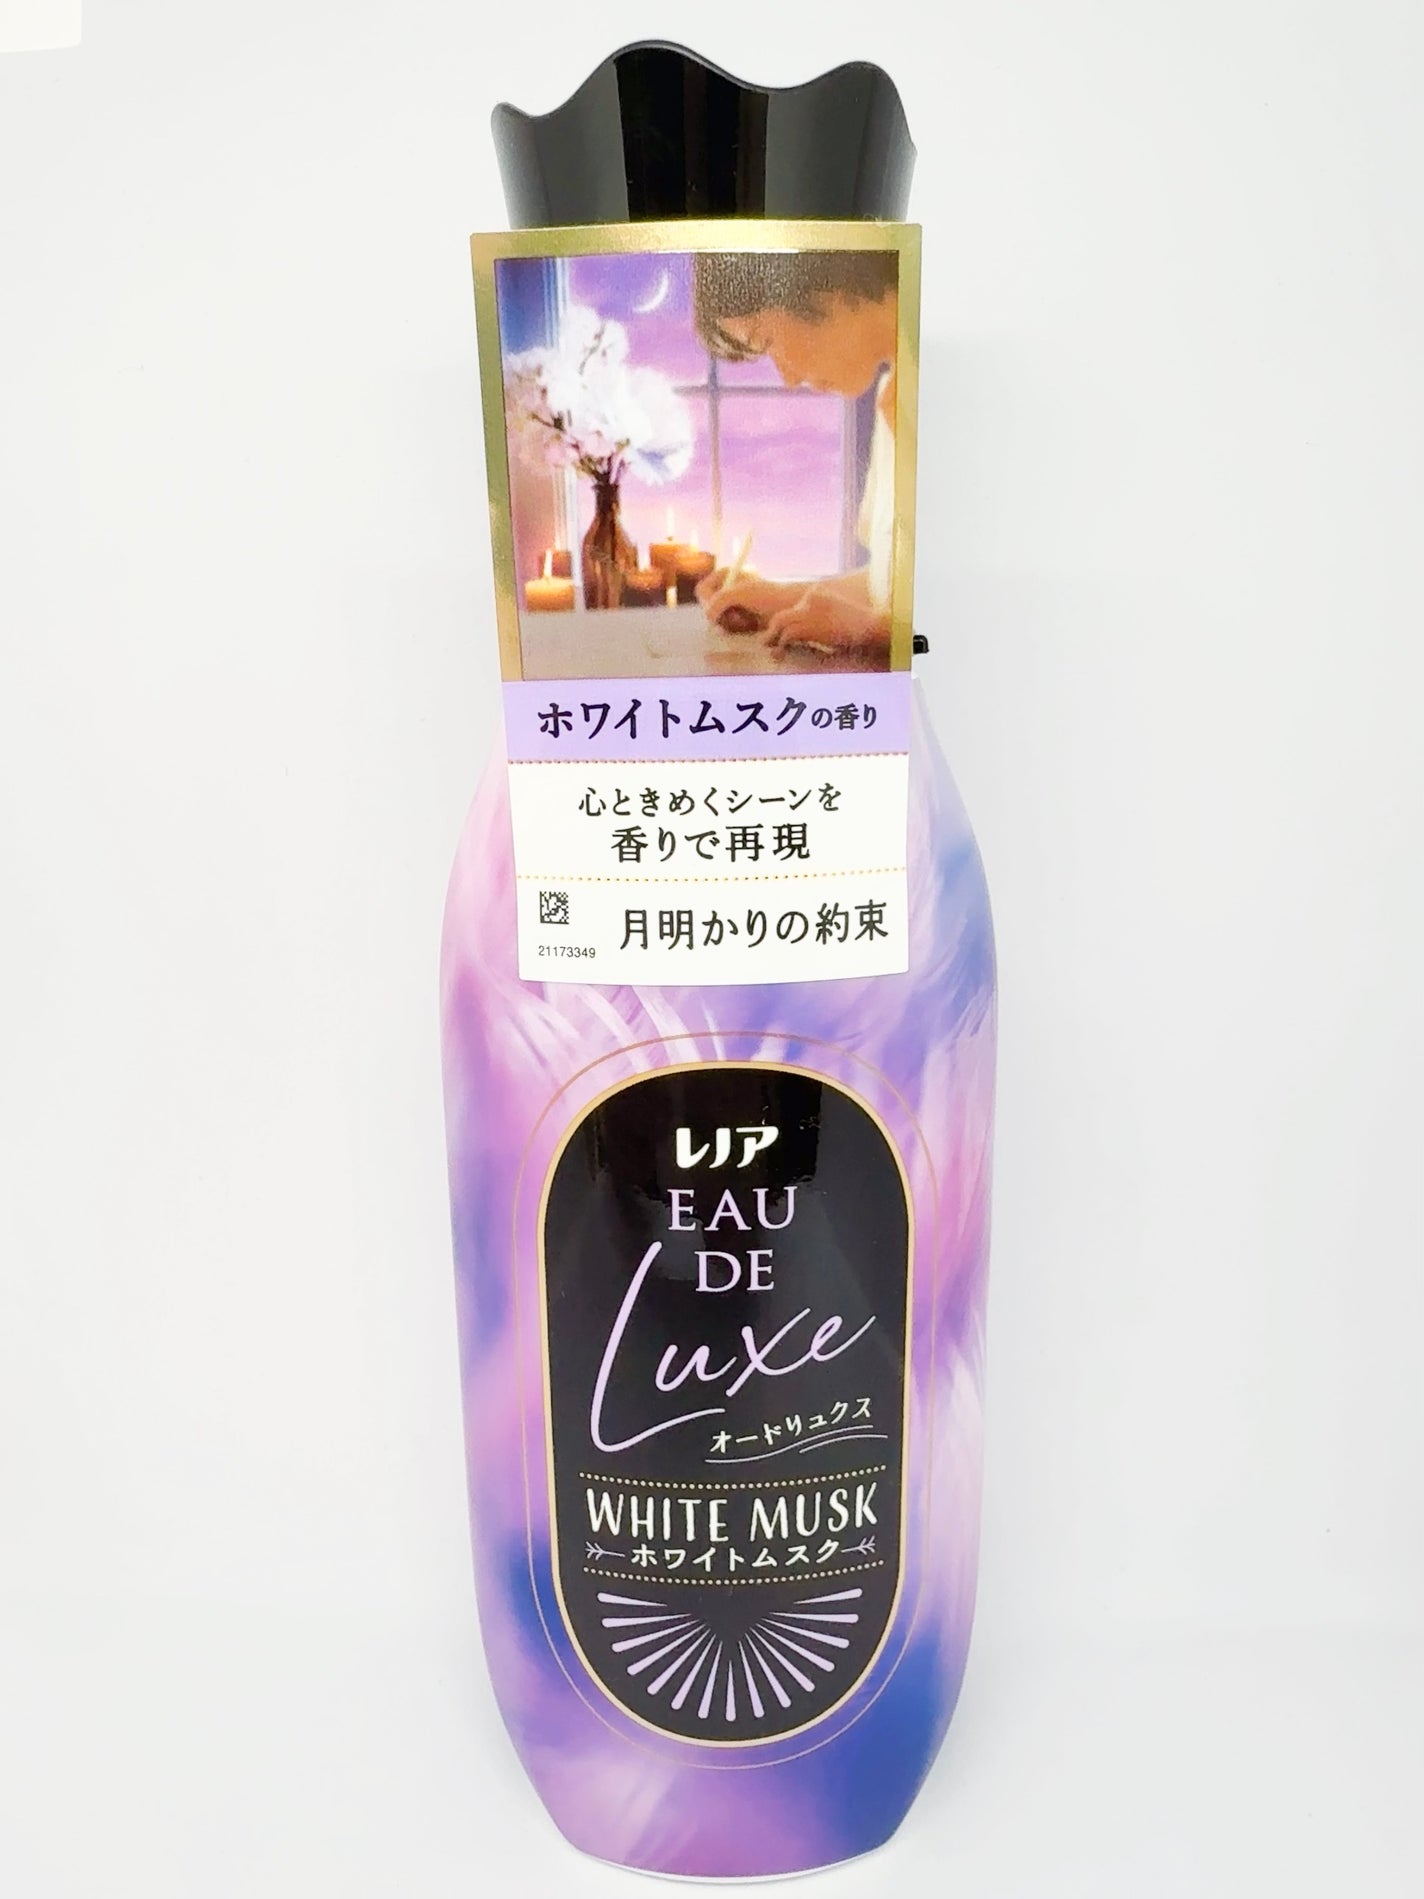 ホワイトムスクの香り
心ときめくシーンを
香りで再現
月明かりの約束
21173349
レノア
EAU
DE
Luxe
オードリュクス
WHITE MUSK
ホワイトムスク